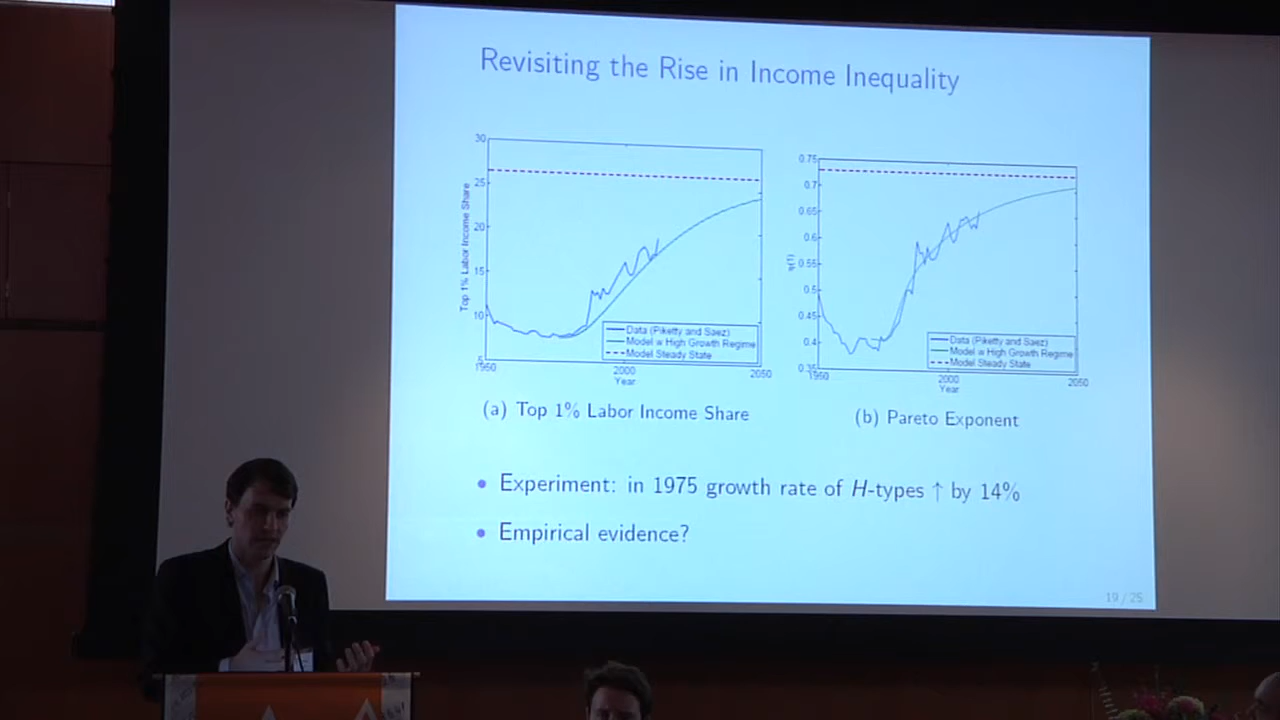 Revisiting the Rise in Income Inequality
30
25
20
15
10
5
Top 1% Labor Income Share
1950
2000
2050
Year
Data (Piketty and Saez)
Model w High Growth Regime
Model Steady State
(a) Top 1% Labor Income Share
0.75
0.7
0.65
0.6
0.55
0.5
0.45
0.4
0.35
η(1)
1950
2000
2050
Year
Data (Piketty and Saez)
Model w High Growth Regime
Model Steady State
(b) Pareto Exponent
• Experiment: in 1975 growth rate of H-types ↑ by 14%
• Empirical evidence?
19 / 25